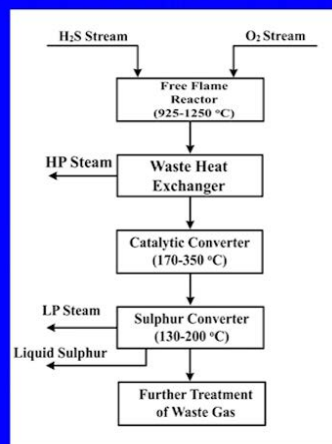 H₂S Stream
O₂ Stream
Free Flame
Reactor
(925-1250 °C)
HP Steam
Waste Heat
Exchanger
Catalytic Converter
(170-350 °C)
LP Steam
Sulphur Converter
(130-200 °C)
Liquid Sulphur
Further Treatment
of Waste Gas